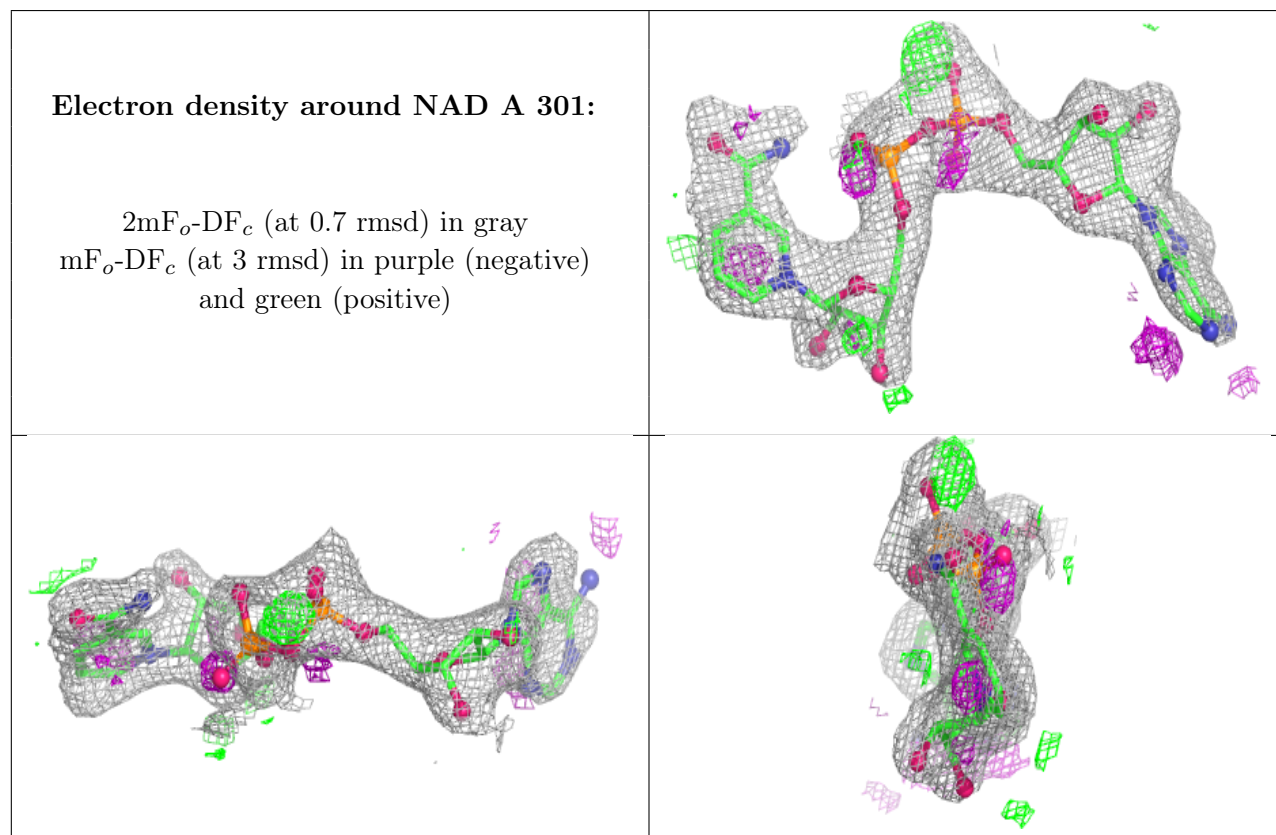 Electron density around NAD A 301:
2mFo-DFc (at 0.7 rmsd) in gray
mFo-DFc (at 3 rmsd) in purple (negative)
and green (positive)